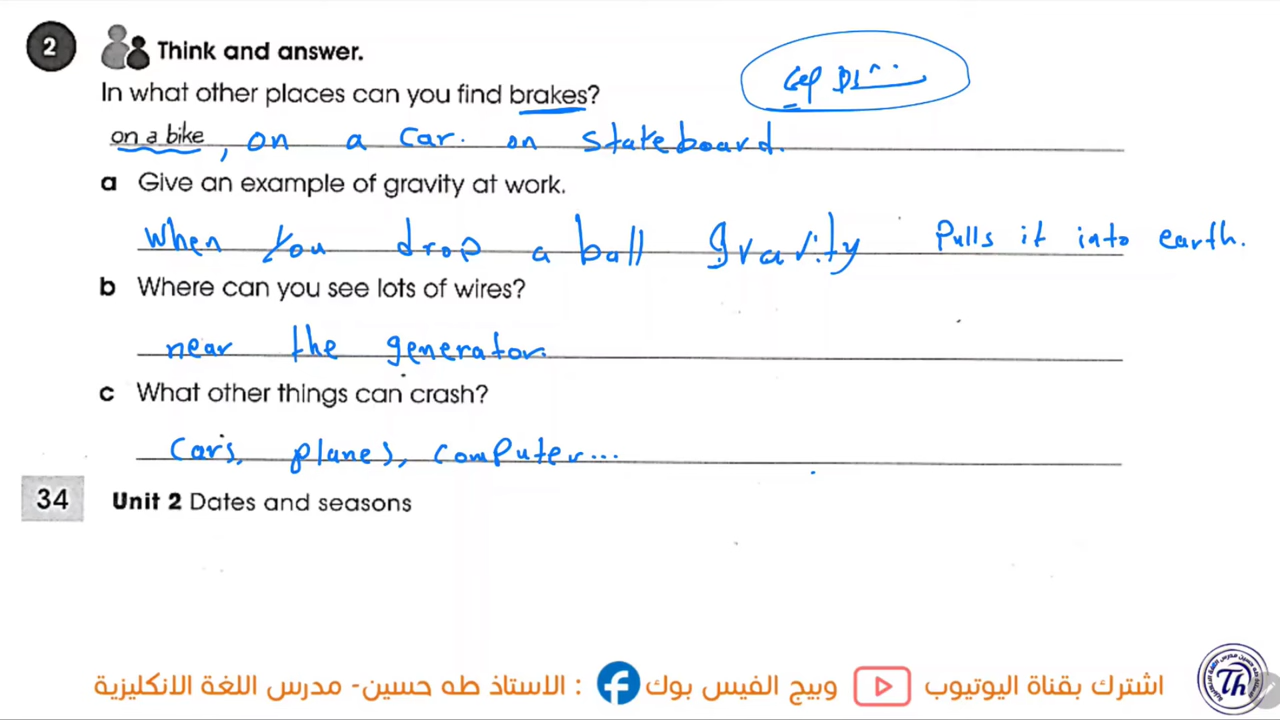 2 Think and answer.
In what other places can you find brakes?
on a bike, on a car. on stateboard.
a Give an example of gravity at work.
When you drop a ball gravity Pulls it into earth.
b Where can you see lots of wires?
near the generator.
c What other things can crash?
Cars, planes, computer...
34 Unit 2 Dates and seasons
اشترك بقناة اليوتيوب وبيج الفيس بوك : الاستاذ طه حسين- مدرس اللغة الانكليزية
Th